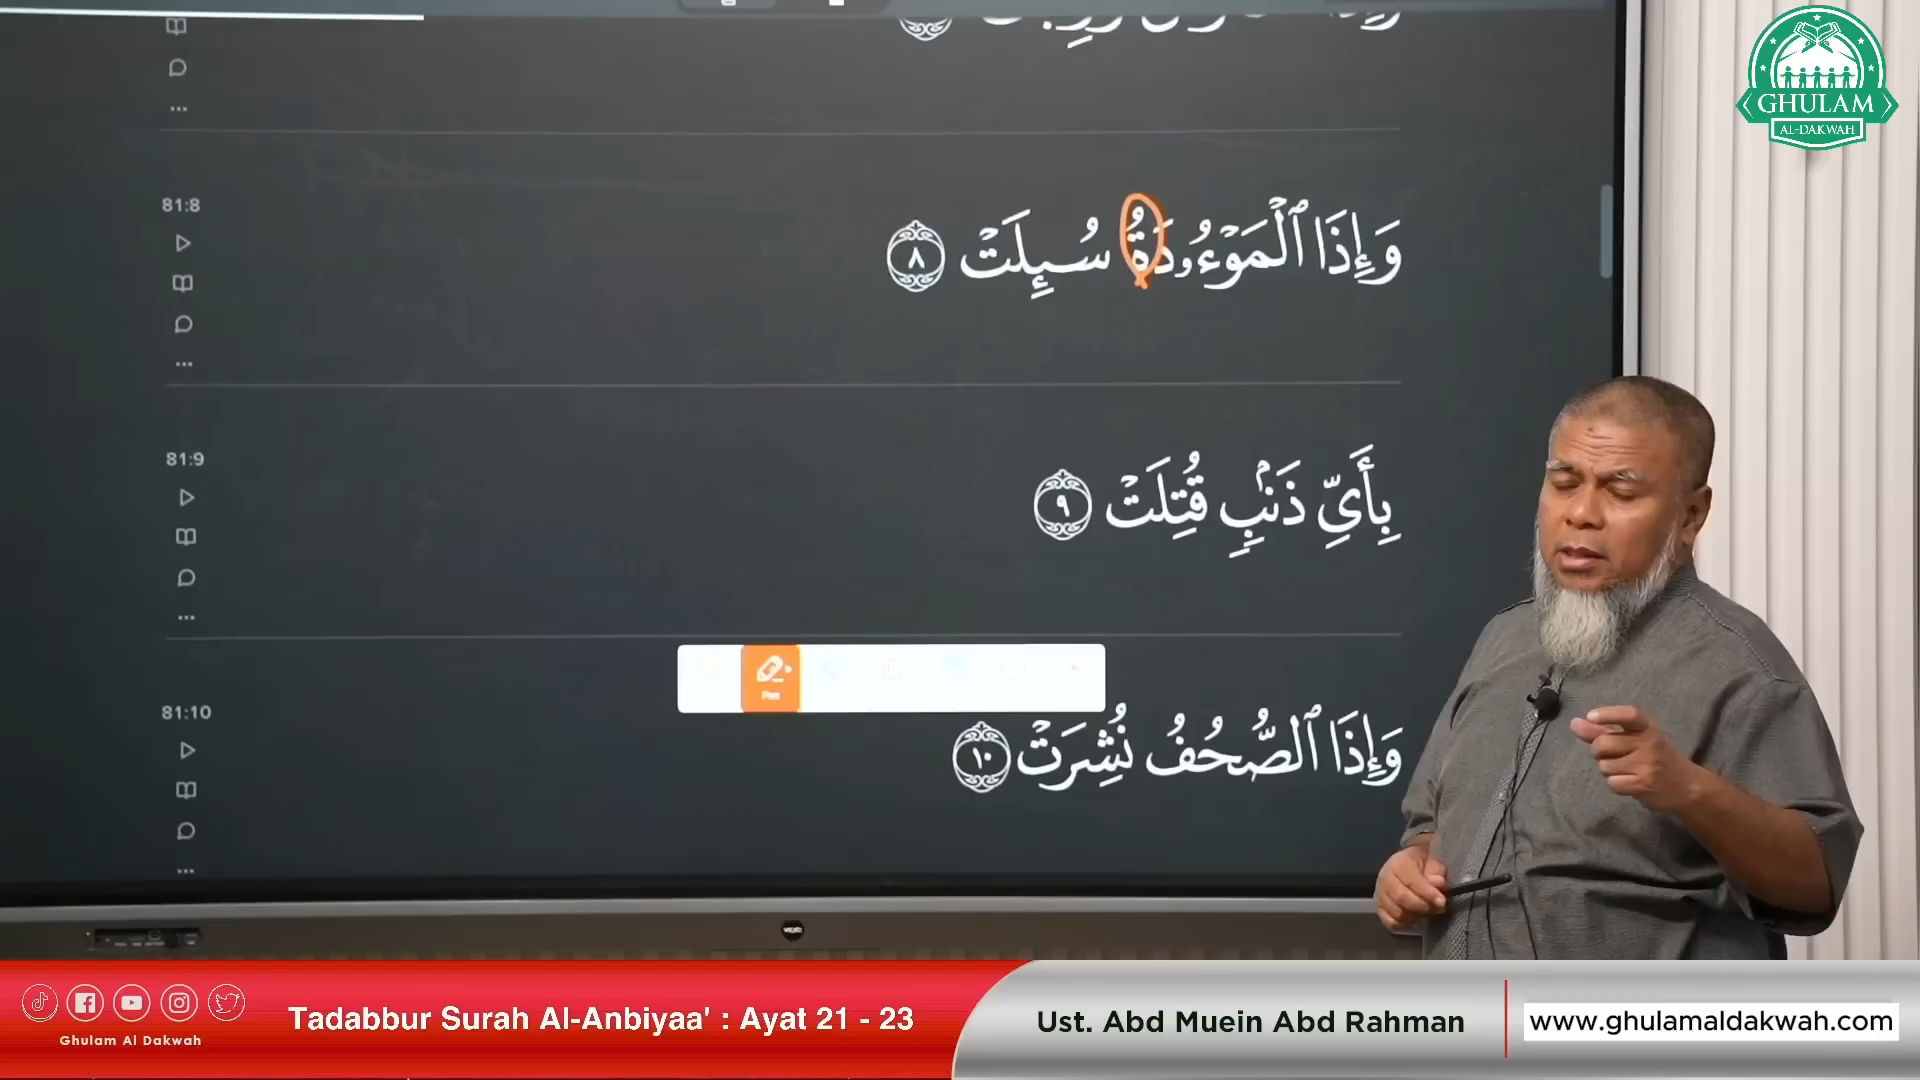 GHULAM
AL-DAKWAH
81:8
وَإِذَا ٱلْمَوْءُۥدَةُ سُئِلَتْ ٨
81:9
بِأَىِّ ذَنۢبٍ قُتِلَتْ ٩
Pen
81:10
وَإِذَا ٱلصُّحُفُ نُشِرَتْ ١٠
Ghulam Al Dakwah
Tadabbur Surah Al-Anbiyaa' : Ayat 21 - 23
Ust. Abd Muein Abd Rahman
www.ghulamaldakwah.com